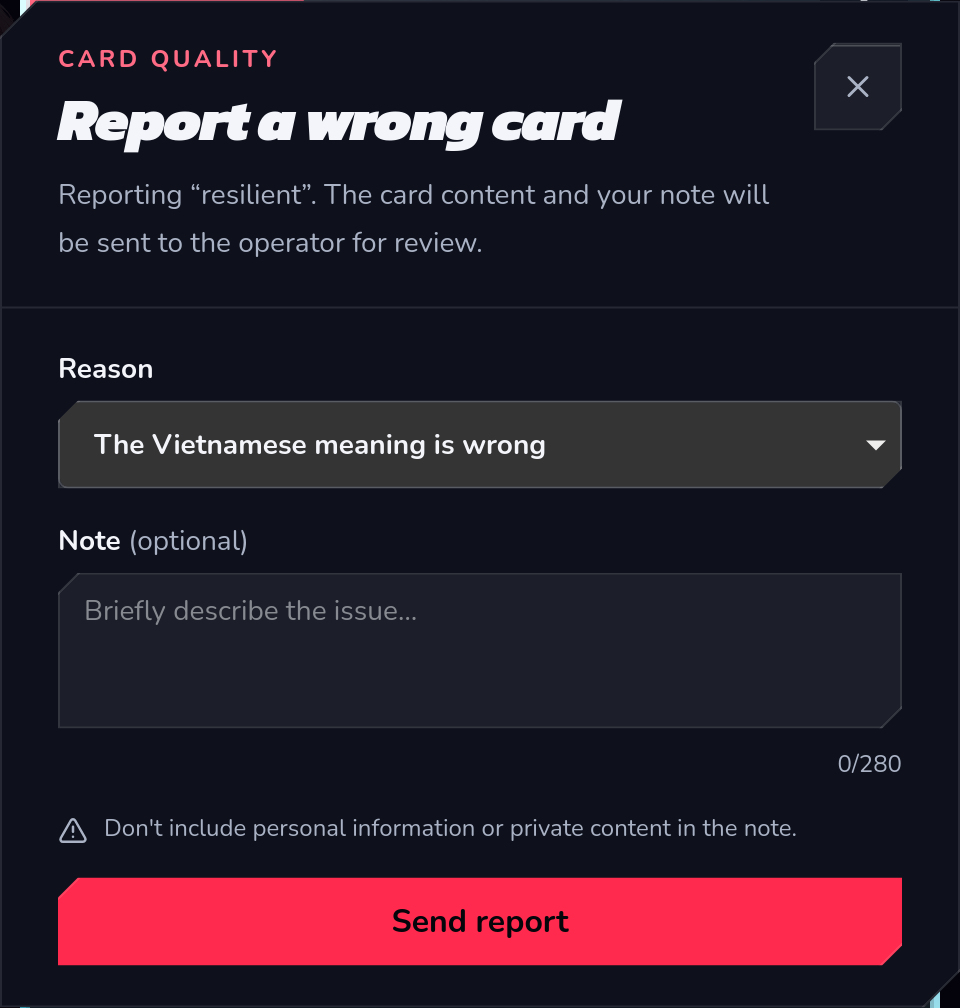 CARD QUALITY
Report a wrong card
Reporting “resilient”. The card content and your note will
be sent to the operator for review.
Reason
The Vietnamese meaning is wrong
Note (optional)
Briefly describe the issue...
0/280
Don't include personal information or private content in the note.
Send report